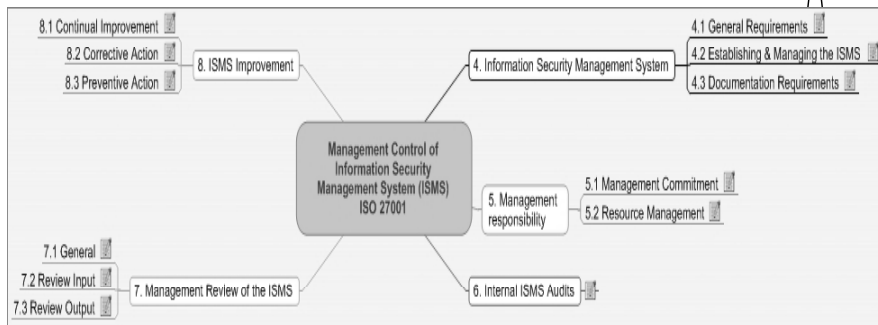 8.1 Continual Improvement
8.2 Corrective Action
8.3 Preventive Action
8. ISMS Improvement
4. Information Security Management System
4.1 General Requirements
4.2 Establishing & Managing the ISMS
4.3 Documentation Requirements
Management Control of
Information Security
Management System (ISMS)
ISO 27001
5. Management
responsibility
5.1 Management Commitment
5.2 Resource Management
6. Internal ISMS Audits
7. Management Review of the ISMS
7.1 General
7.2 Review Input
7.3 Review Output